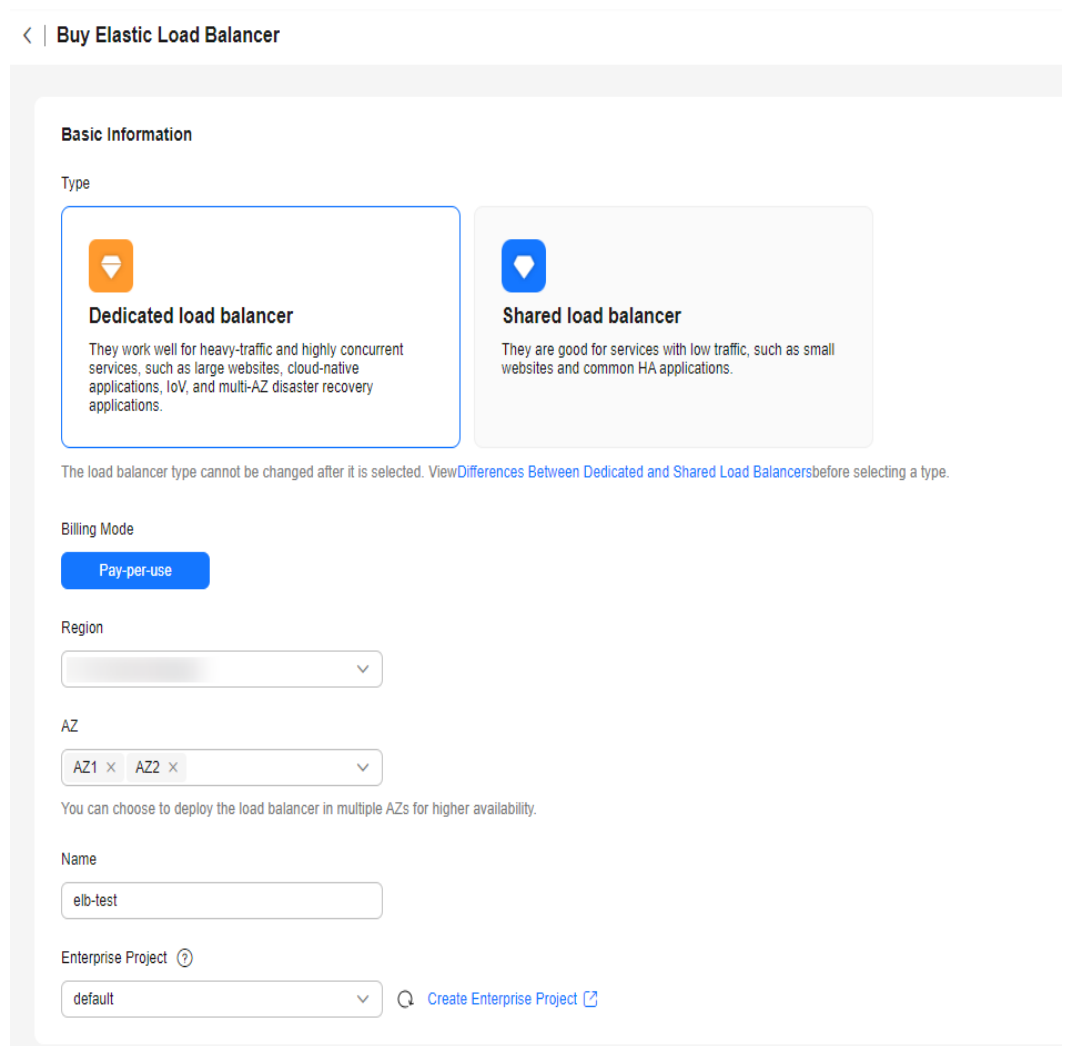 Buy Elastic Load Balancer
Basic Information
Type
Dedicated load balancer
They work well for heavy-traffic and highly concurrent
services, such as large websites, cloud-native
applications, IoV, and multi-AZ disaster recovery
applications.
Shared load balancer
They are good for services with low traffic, such as small
websites and common HA applications.
The load balancer type cannot be changed after it is selected. ViewDifferences Between Dedicated and Shared Load Balancersbefore selecting a type.
Billing Mode
Pay-per-use
Region
AZ
AZ1 × AZ2 ×
You can choose to deploy the load balancer in multiple AZs for higher availability.
Name
elb-test
Enterprise Project ?
default
Create Enterprise Project